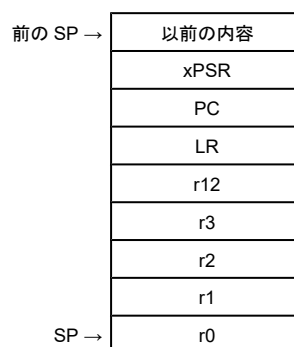 前の SP → 以前の内容
xPSR
PC
LR
r12
r3
r2
r1
SP → r0